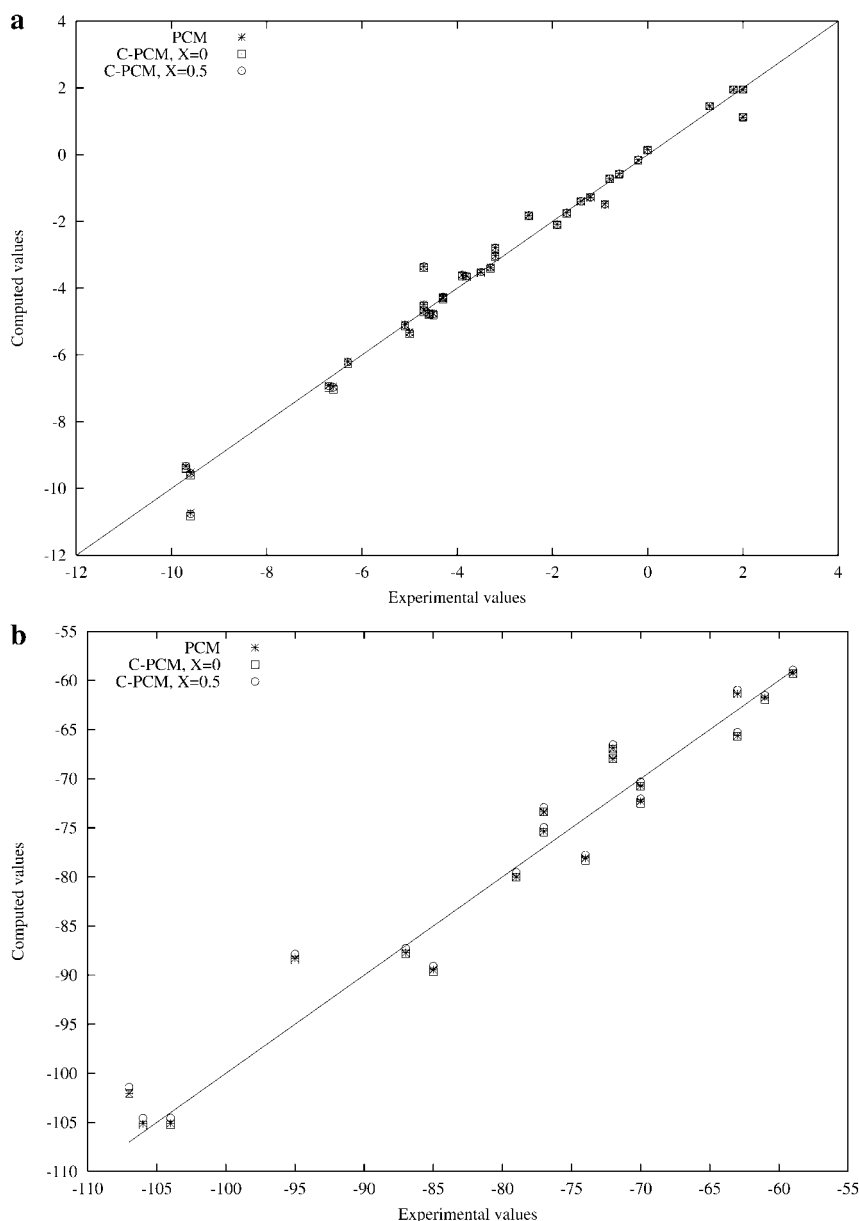 a
4
2
0
-2
-4
-6
-8
-10
-12
PCM
C-PCM, X=0
C-PCM, X=0.5
Computed values
-12 -10 -8 -6 -4 -2 0 2 4
Experimental values
b
-55
-60
-65
-70
-75
-80
-85
-90
-95
-100
-105
-110
PCM
C-PCM, X=0
C-PCM, X=0.5
Computed values
-110 -105 -100 -95 -90 -85 -80 -75 -70 -65 -60 -55
Experimental values